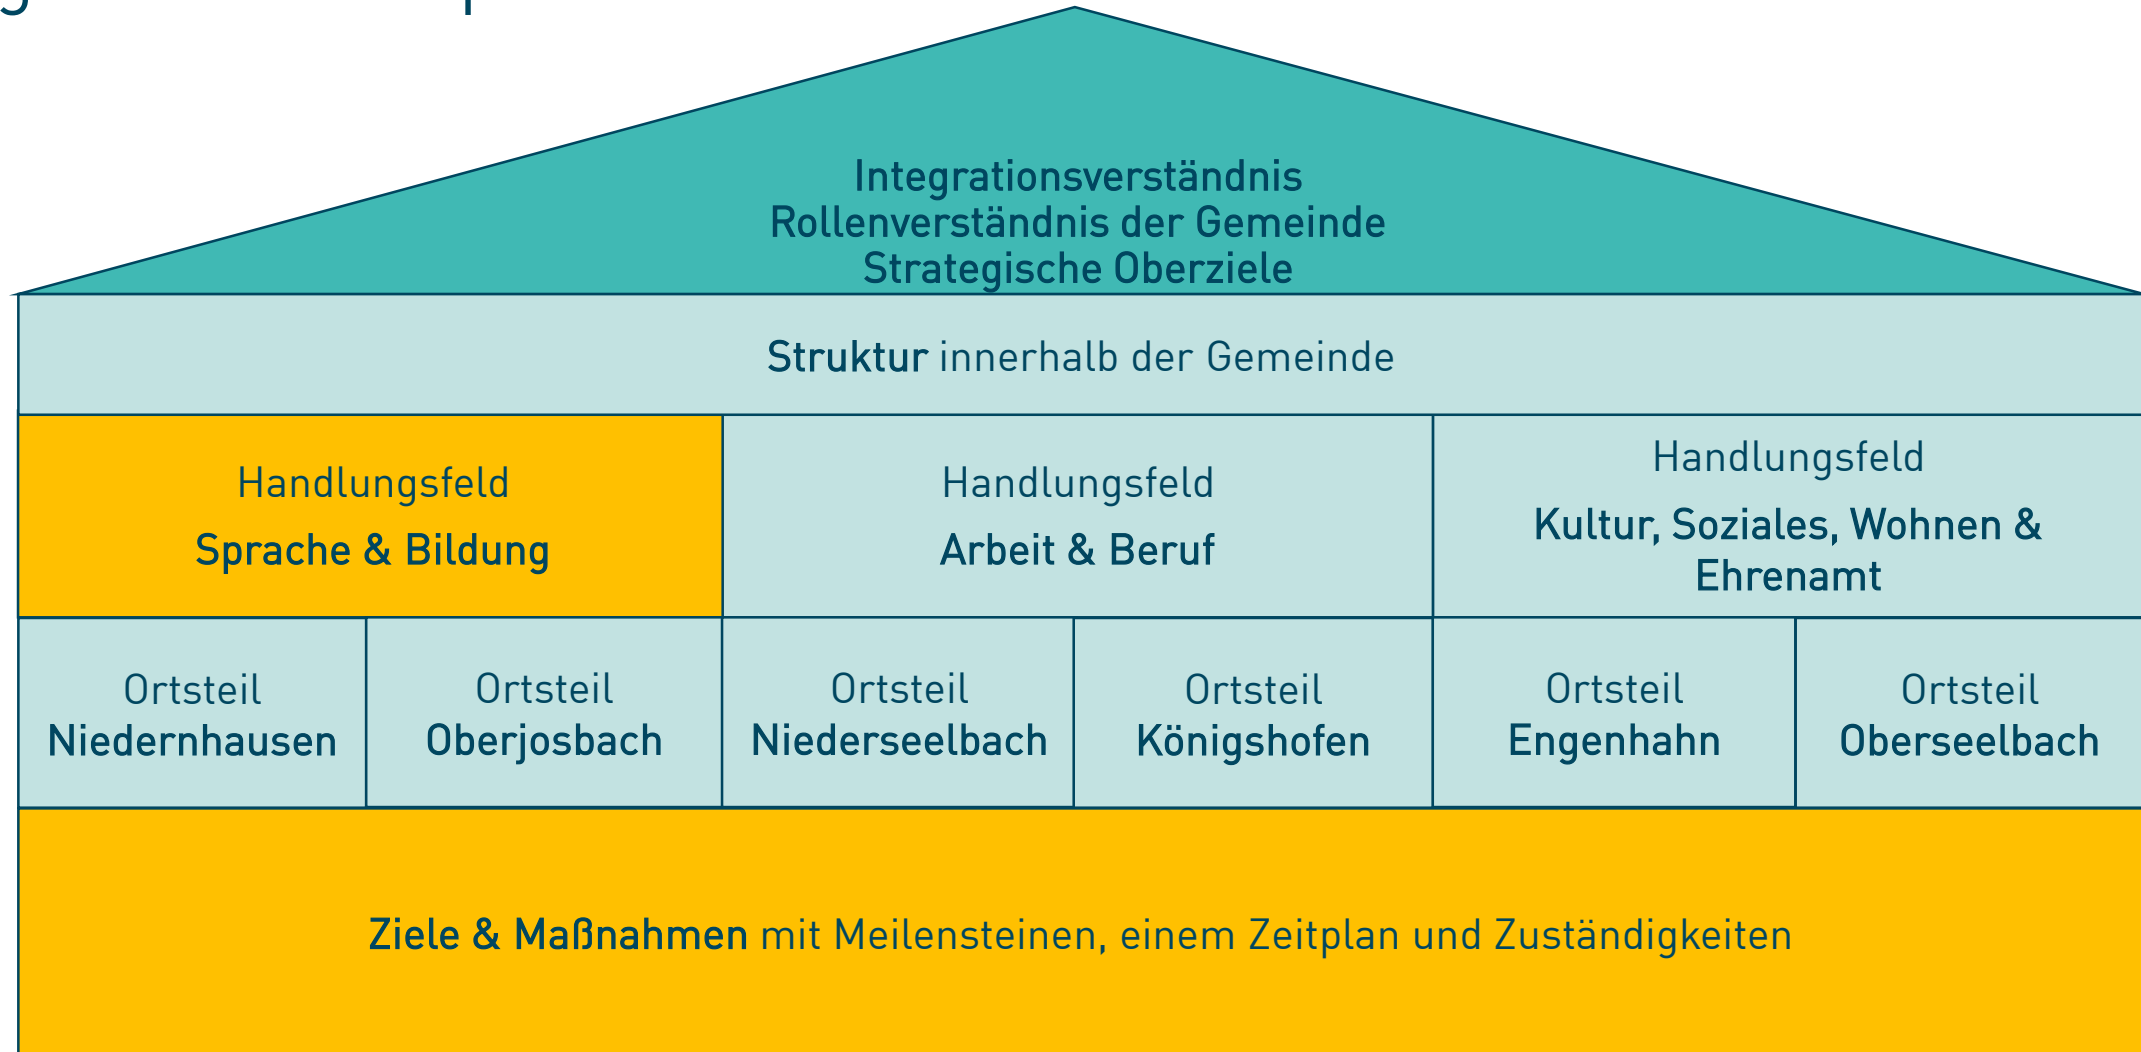 Integrationsverständnis
Rollenverständnis der Gemeinde
Strategische Oberziele
Struktur innerhalb der Gemeinde
Handlungsfeld
Sprache & Bildung
Handlungsfeld
Arbeit & Beruf
Handlungsfeld
Kultur, Soziales, Wohnen &
Ehrenamt
Ortsteil
Niedernhausen
Ortsteil
Oberjosbach
Ortsteil
Niederseelbach
Ortsteil
Königshofen
Ortsteil
Engenhahn
Ortsteil
Oberseelbach
Ziele & Maßnahmen mit Meilensteinen, einem Zeitplan und Zuständigkeiten